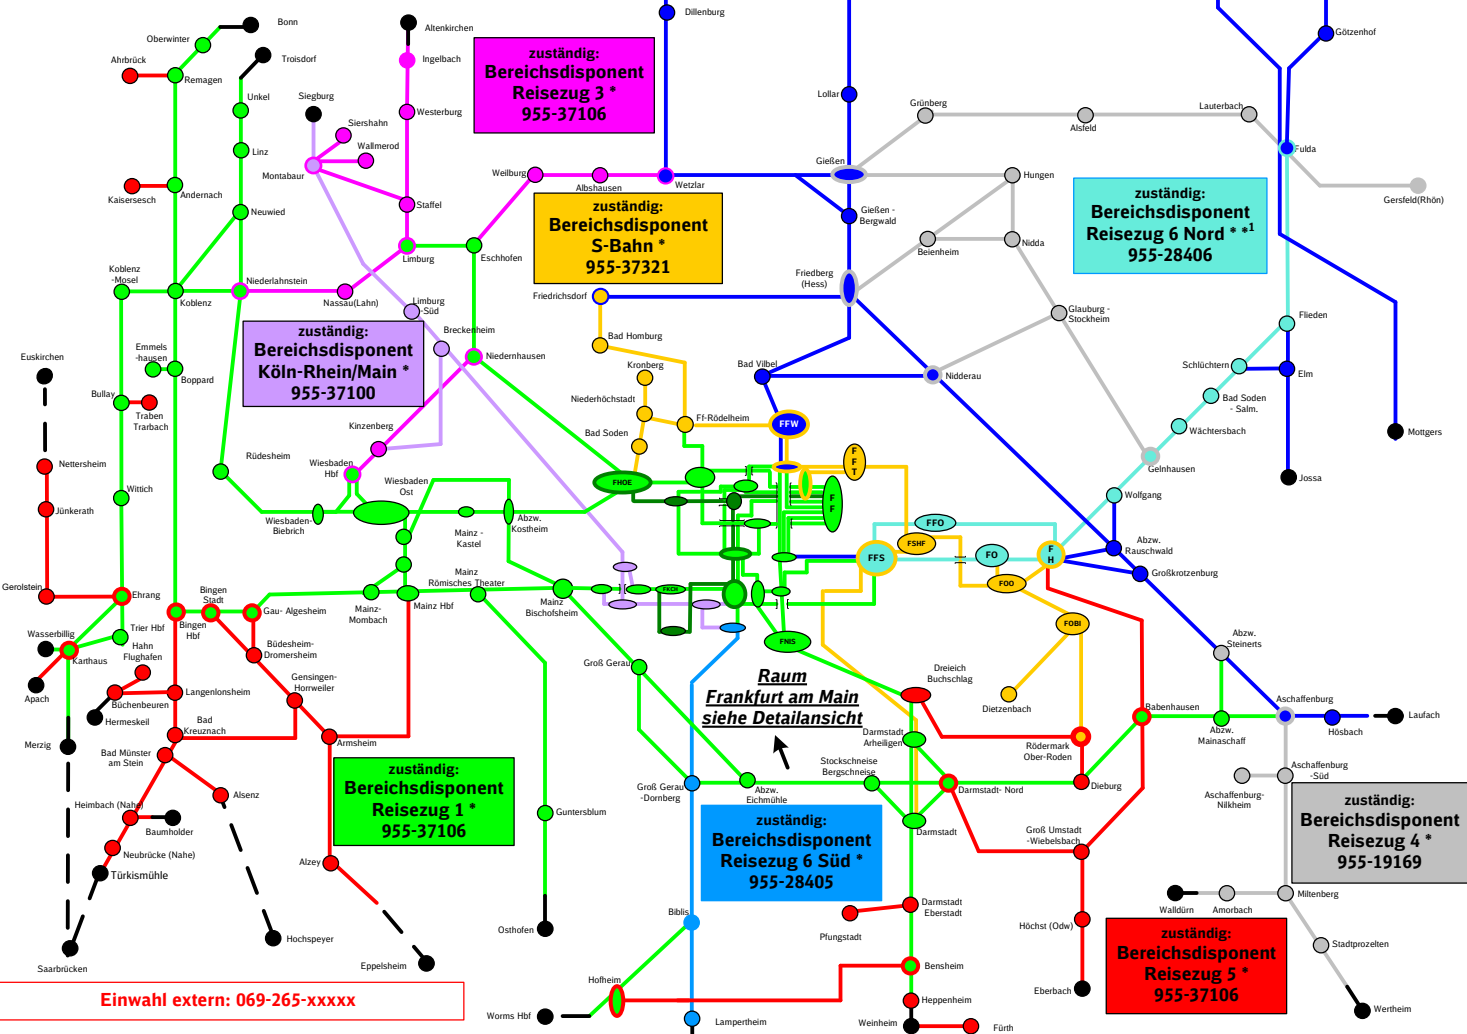 Bonn
Oberwinter
Ahrbrück
Remagen
Troisdorf
Unkel
Siegburg
Siershahn
Linz
Wallmerod
Montabaur
Kaisersesch
Andernach
Neuwied
Staffel
Altenkirchen
Ingelbach
Westerburg
zuständig:
Bereichsdisponent
Reisezug 3 *
955-37106
Dillenburg
Lollar
Grünberg
Alsfeld
Lauterbach
Götzenhof
Fulda
Gersfeld(Rhön)
Gießen
Hungen
Weilburg
Albshausen
Wetzlar
Gießen -
Bergwald
zuständig:
Bereichsdisponent
S-Bahn *
955-37321
zuständig:
Bereichsdisponent
Reisezug 6 Nord * *1
955-28406
Beienheim
Nidda
Limburg
Eschhofen
Koblenz
-Mosel
Koblenz
Niederlahnstein
Nassau(Lahn)
Limburg
-Süd
Friedrichsdorf
Friedberg
(Hess)
Glauburg -
Stockheim
Flieden
Breckenheim
zuständig:
Bereichsdisponent
Köln-Rhein/Main *
955-37100
Niedernhausen
Bad Homburg
Kronberg
Bad Vilbel
Nidderau
Schlüchtern
Elm
Euskirchen
Emmels
-hausen
Boppard
Bullay
Traben
Trarbach
Niederhöchstadt
Ff-Rödelheim
FFW
Bad Soden
- Salm.
Wächtersbach
Mottgers
Kinzenberg
Bad Soden
Rüdesheim
Wiesbaden
Hbf
Wiesbaden
Ost
FHOE
F
F
T
Gelnhausen
Jossa
Nettersheim
Wittich
Jünkerath
F
F
Wolfgang
Wiesbaden-
Biebrich
Mainz -
Kastel
Abzw.
Kostheim
FFO
FSHF
FFS
FO
F
H
FOO
Abzw.
Rauschwald
Großkrotzenburg
Gerolstein
Ehrang
Bingen
Stadt
Gau- Algesheim
Mainz
Römisches Theater
Mainz-
Mombach
Mainz Hbf
Mainz
Bischofsheim
FNIS
FOBI
Wasserbillig
Trier Hbf
Bingen
Hbf
Karthaus
Hahn
Flughafen
Büdesheim-
Dromersheim
Abzw.
Steinerts
Apach
Büchenbeuren
Hermeskeil
Langenlonsheim
Gensingen-
Horrweiler
Groß Gerau
Raum
Frankfurt am Main
siehe Detailansicht
Dreieich
Buchschlag
Dietzenbach
Babenhausen
Aschaffenburg
Laufach
Hösbach
Abzw.
Mainaschaff
Merzig
Bad
Kreuznach
Bad Münster
am Stein
Armsheim
Darmstadt
Arheiligen
Rödermark
Ober-Roden
zuständig:
Bereichsdisponent
Reisezug 1 *
955-37106
Groß Gerau
-Dornberg
Abzw.
Eichmühle
Stockschneise
Bergschneise
Darmstadt- Nord
Dieburg
Aschaffenburg
-Süd
Aschaffenburg-
Nilkheim
Alsenz
Heimbach (Nahe)
Baumholder
Guntersblum
zuständig:
Bereichsdisponent
Reisezug 6 Süd *
955-28405
Darmstadt
Groß Umstadt
-Wiebelsbach
zuständig:
Bereichsdisponent
Reisezug 4 *
955-19169
Neubrücke (Nahe)
Türkismühle
Alzey
Walldürn
Amorbach
Miltenberg
Biblis
Darmstadt
Eberstadt
Pfungstadt
Höchst (Odw)
zuständig:
Bereichsdisponent
Reisezug 5 *
955-37106
Stadtprozelten
Hochspeyer
Osthofen
Saarbrücken
Eppelsheim
Hofheim
Bensheim
Eberbach
Wertheim
Einwahl extern: 069-265-xxxxx
Worms Hbf
Lampertheim
Heppenheim
Weinheim
Fürth